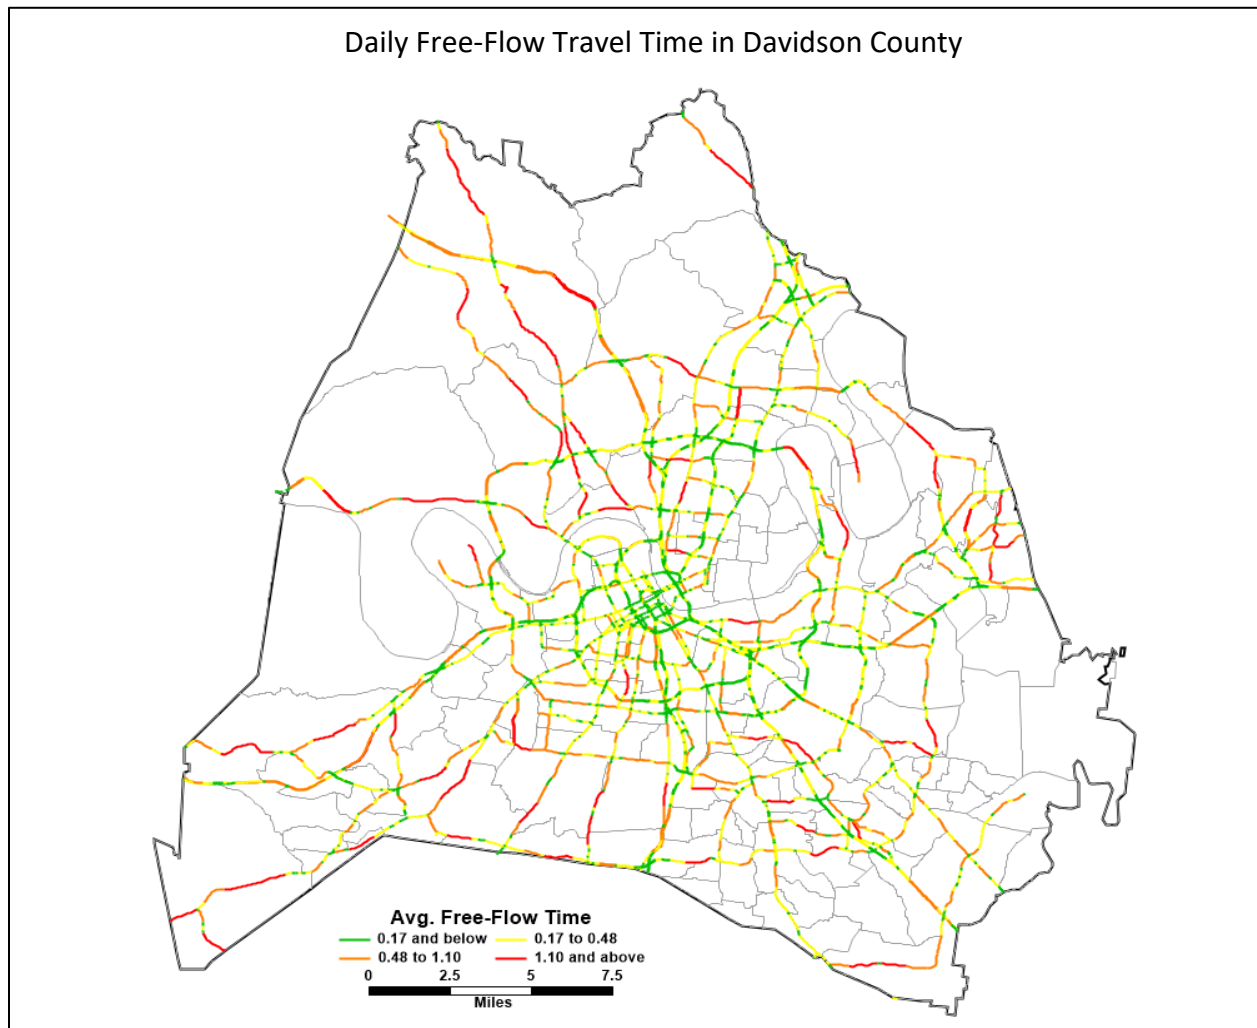 Daily Free-Flow Travel Time in Davidson County
Avg. Free-Flow Time
0.17 and below 0.17 to 0.48
0.48 to 1.10 1.10 and above
0 2.5 5 7.5
Miles